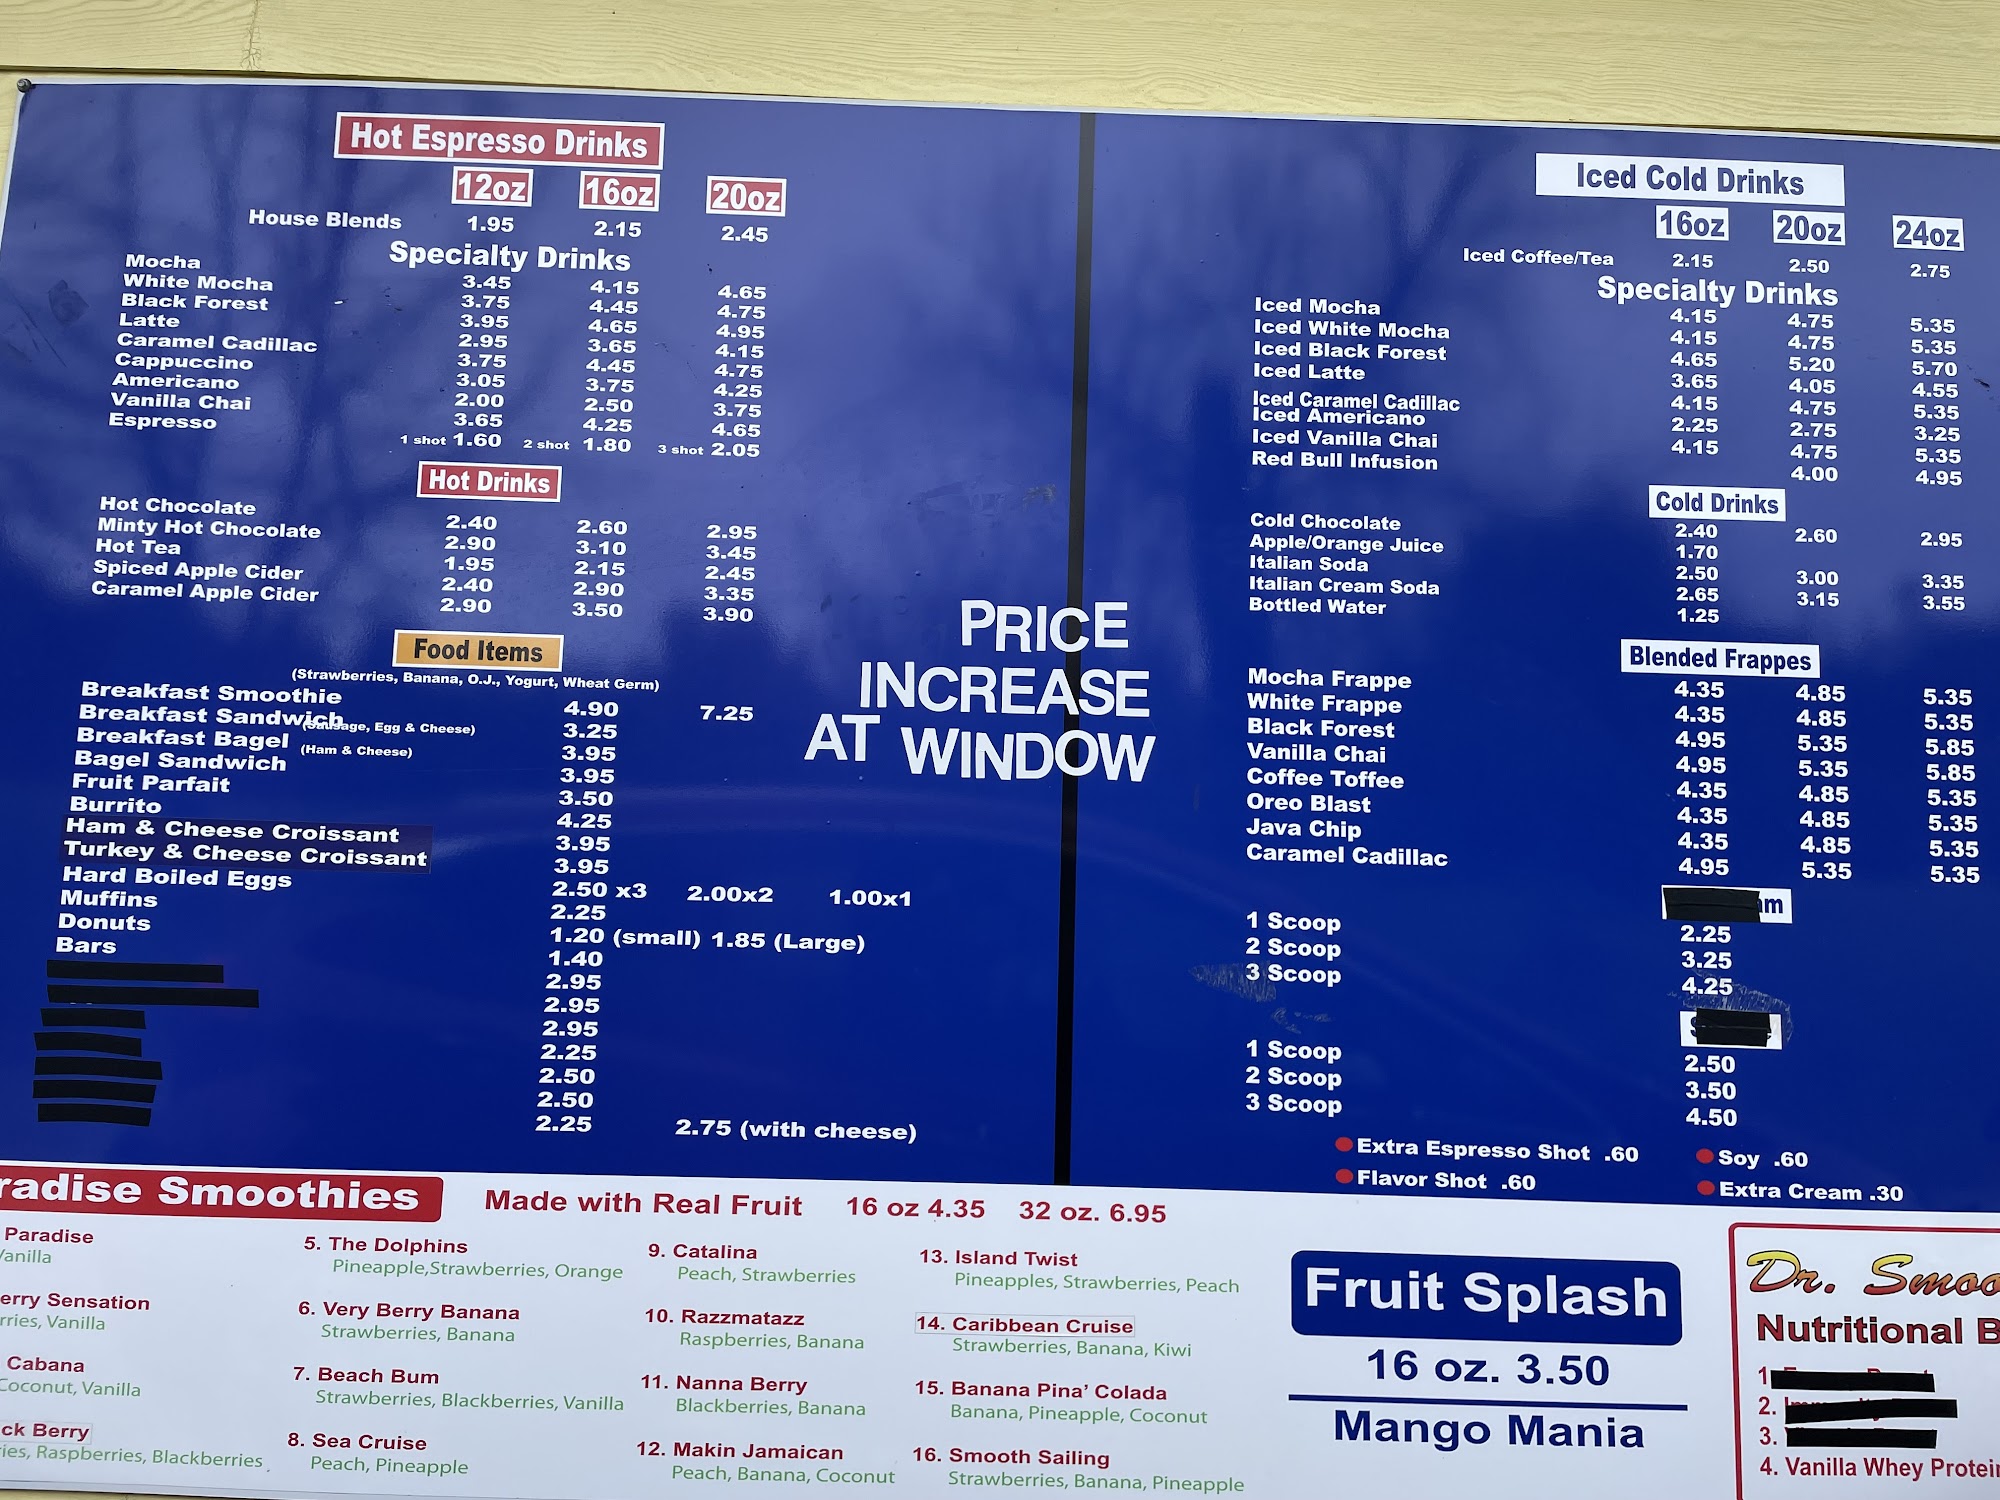 Hot Espresso Drinks
12oz 16oz 20oz
House Blends 1.95 2.15 2.45
Specialty Drinks
Mocha 3.45 4.15 4.65
White Mocha 3.75 4.45 4.75
Black Forest 3.95 4.65 4.95
Latte 2.95 3.65 4.15
Caramel Cadillac 3.75 4.45 4.75
Cappuccino 3.05 3.75 4.25
Americano 2.00 2.50 3.75
Vanilla Chai 3.65 4.25 4.65
Espresso 1 shot 1.60 2 shot 1.80 3 shot 2.05
Hot Drinks
Hot Chocolate 2.40 2.60 2.95
Minty Hot Chocolate 2.90 3.10 3.45
Hot Tea 1.95 2.15 2.45
Spiced Apple Cider 2.40 2.90 3.35
Caramel Apple Cider 2.90 3.50 3.90
Food Items
(Strawberries, Banana, O.J., Yogurt, Wheat Germ)
Breakfast Smoothie 4.90 7.25
Breakfast Sandwich (Sausage, Egg & Cheese) 3.25
Breakfast Bagel (Ham & Cheese) 3.95
Bagel Sandwich 3.95
Fruit Parfait 3.50
Burrito 4.25
Ham & Cheese Croissant 3.95
Turkey & Cheese Croissant 3.95
Hard Boiled Eggs 2.50 x3 2.00x2 1.00x1
Muffins 2.25
Donuts 1.20 (small) 1.85 (Large)
Bars 1.40
2.95
2.95
2.95
2.25
2.50
2.50
2.25 2.75 (with cheese)
PRICE
INCREASE
AT WINDOW
Iced Cold Drinks
16oz 20oz 24oz
Iced Coffee/Tea 2.15 2.50 2.75
Specialty Drinks
Iced Mocha 4.15 4.75 5.35
Iced White Mocha 4.15 4.75 5.35
Iced Black Forest 4.65 5.20 5.70
Iced Latte 3.65 4.05 4.55
Iced Caramel Cadillac 4.15 4.75 5.35
Iced Americano 2.25 2.75 3.25
Iced Vanilla Chai 4.15 4.75 5.35
Red Bull Infusion 4.00 4.95
Cold Drinks
Cold Chocolate 2.40 2.60 2.95
Apple/Orange Juice 1.70
Italian Soda 2.50 3.00 3.35
Italian Cream Soda 2.65 3.15 3.55
Bottled Water 1.25
Blended Frappes
Mocha Frappe 4.35 4.85 5.35
White Frappe 4.35 4.85 5.35
Black Forest 4.95 5.35 5.85
Vanilla Chai 4.95 5.35 5.85
Coffee Toffee 4.35 4.85 5.35
Oreo Blast 4.35 4.85 5.35
Java Chip 4.35 4.85 5.35
Caramel Cadillac 4.95 5.35 5.35
1 Scoop 2.25
2 Scoop 3.25
3 Scoop 4.25
1 Scoop 2.50
2 Scoop 3.50
3 Scoop 4.50
Extra Espresso Shot .60 Soy .60
Flavor Shot .60 Extra Cream .30
radise Smoothies Made with Real Fruit 16 oz 4.35 32 oz. 6.95
Paradise
Vanilla
erry Sensation
rries, Vanilla
Cabana
Coconut, Vanilla
ck Berry
ries, Raspberries, Blackberries
5. The Dolphins
Pineapple,Strawberries, Orange
6. Very Berry Banana
Strawberries, Banana
7. Beach Bum
Strawberries, Blackberries, Vanilla
8. Sea Cruise
Peach, Pineapple
9. Catalina
Peach, Strawberries
10. Razzmatazz
Raspberries, Banana
11. Nanna Berry
Blackberries, Banana
12. Makin Jamaican
Peach, Banana, Coconut
13. Island Twist
Pineapples, Strawberries, Peach
14. Caribbean Cruise
Strawberries, Banana, Kiwi
15. Banana Pina' Colada
Banana, Pineapple, Coconut
16. Smooth Sailing
Strawberries, Banana, Pineapple
Fruit Splash
16 oz. 3.50
Mango Mania
Dr. Smoo
Nutritional B
1
2.
3.
4. Vanilla Whey Protein